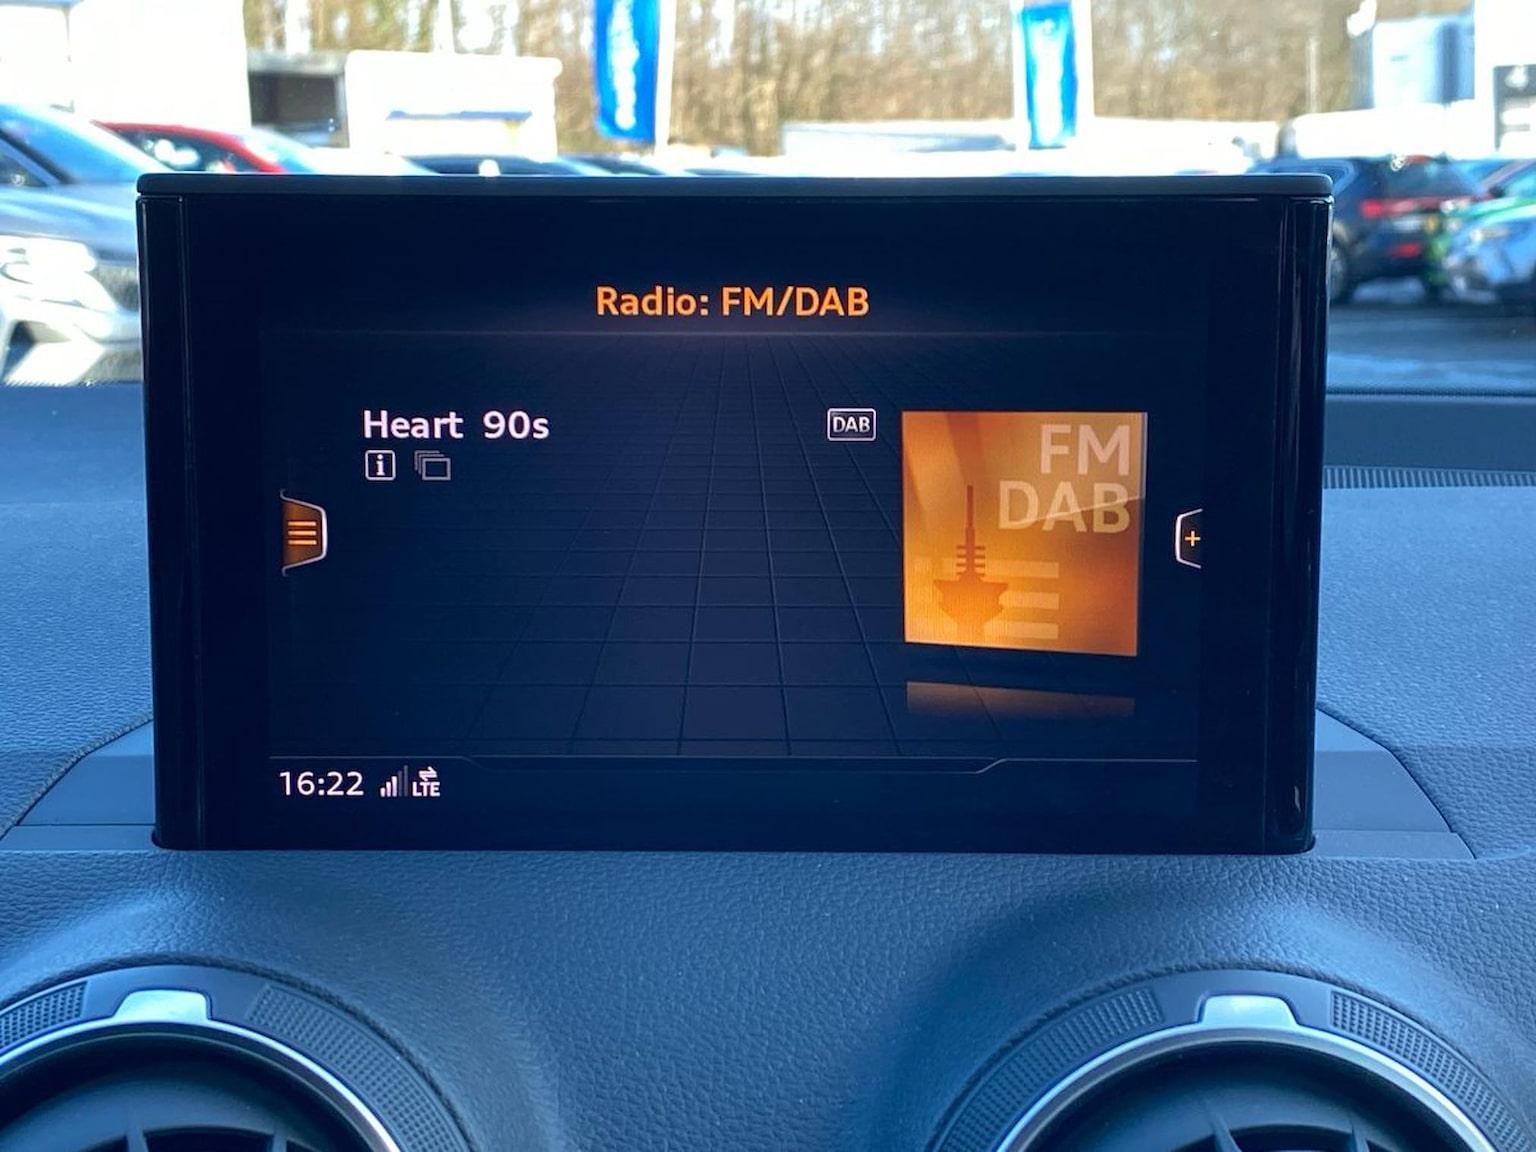 Radio: FM/DAB
Heart 90s
DAB
i
FM
DAB
+
16:22
LTE